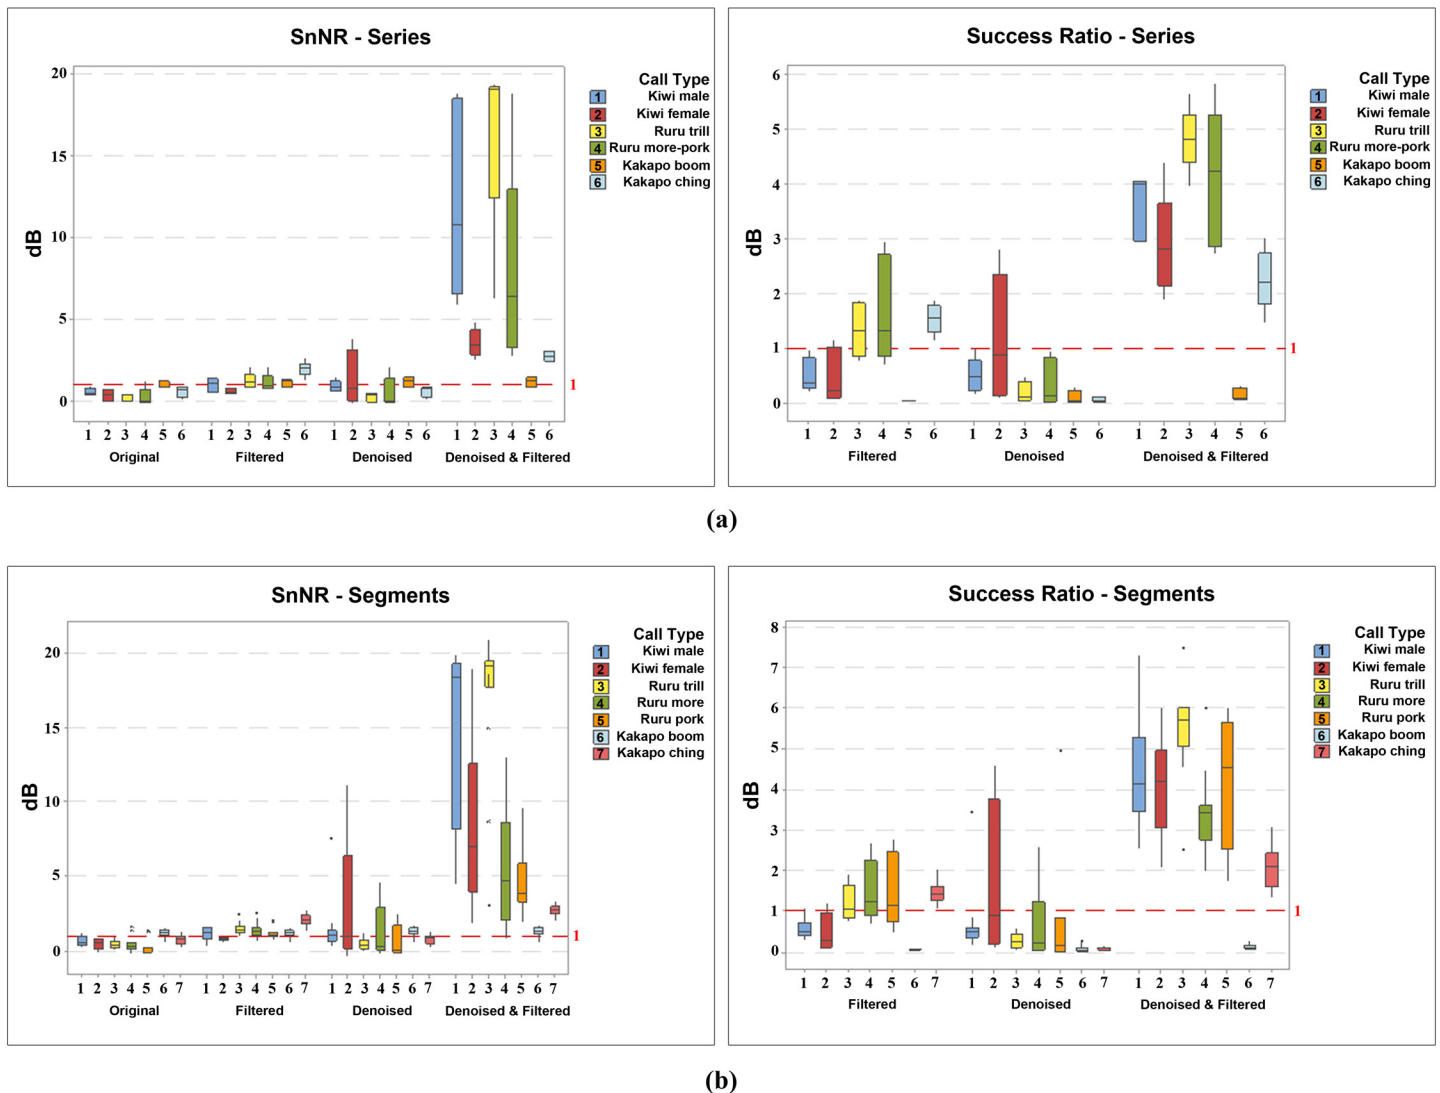 SnNR - Series
20
15
10
5
0
dB
1
1 2 3 4 5 6 1 2 3 4 5 6 1 2 3 4 5 6 1 2 3 4 5 6
Original Filtered Denoised Denoised & Filtered
Call Type
1 Kiwi male
2 Kiwi female
3 Ruru trill
4 Ruru more-pork
5 Kakapo boom
6 Kakapo ching
Success Ratio - Series
6
5
4
3
2
1
0
dB
1
1 2 3 4 5 6 1 2 3 4 5 6 1 2 3 4 5 6
Filtered Denoised Denoised & Filtered
Call Type
1 Kiwi male
2 Kiwi female
3 Ruru trill
4 Ruru more-pork
5 Kakapo boom
6 Kakapo ching
(a)
SnNR - Segments
20
15
10
5
0
dB
1
1 2 3 4 5 6 7 1 2 3 4 5 6 7 1 2 3 4 5 6 7 1 2 3 4 5 6 7
Original Filtered Denoised Denoised & Filtered
Call Type
1 Kiwi male
2 Kiwi female
3 Ruru trill
4 Ruru more
5 Ruru pork
6 Kakapo boom
7 Kakapo ching
Success Ratio - Segments
8
7
6
5
4
3
2
1
0
dB
1
1 2 3 4 5 6 7 1 2 3 4 5 6 7 1 2 3 4 5 6 7
Filtered Denoised Denoised & Filtered
Call Type
1 Kiwi male
2 Kiwi female
3 Ruru trill
4 Ruru more
5 Ruru pork
6 Kakapo boom
7 Kakapo ching
(b)